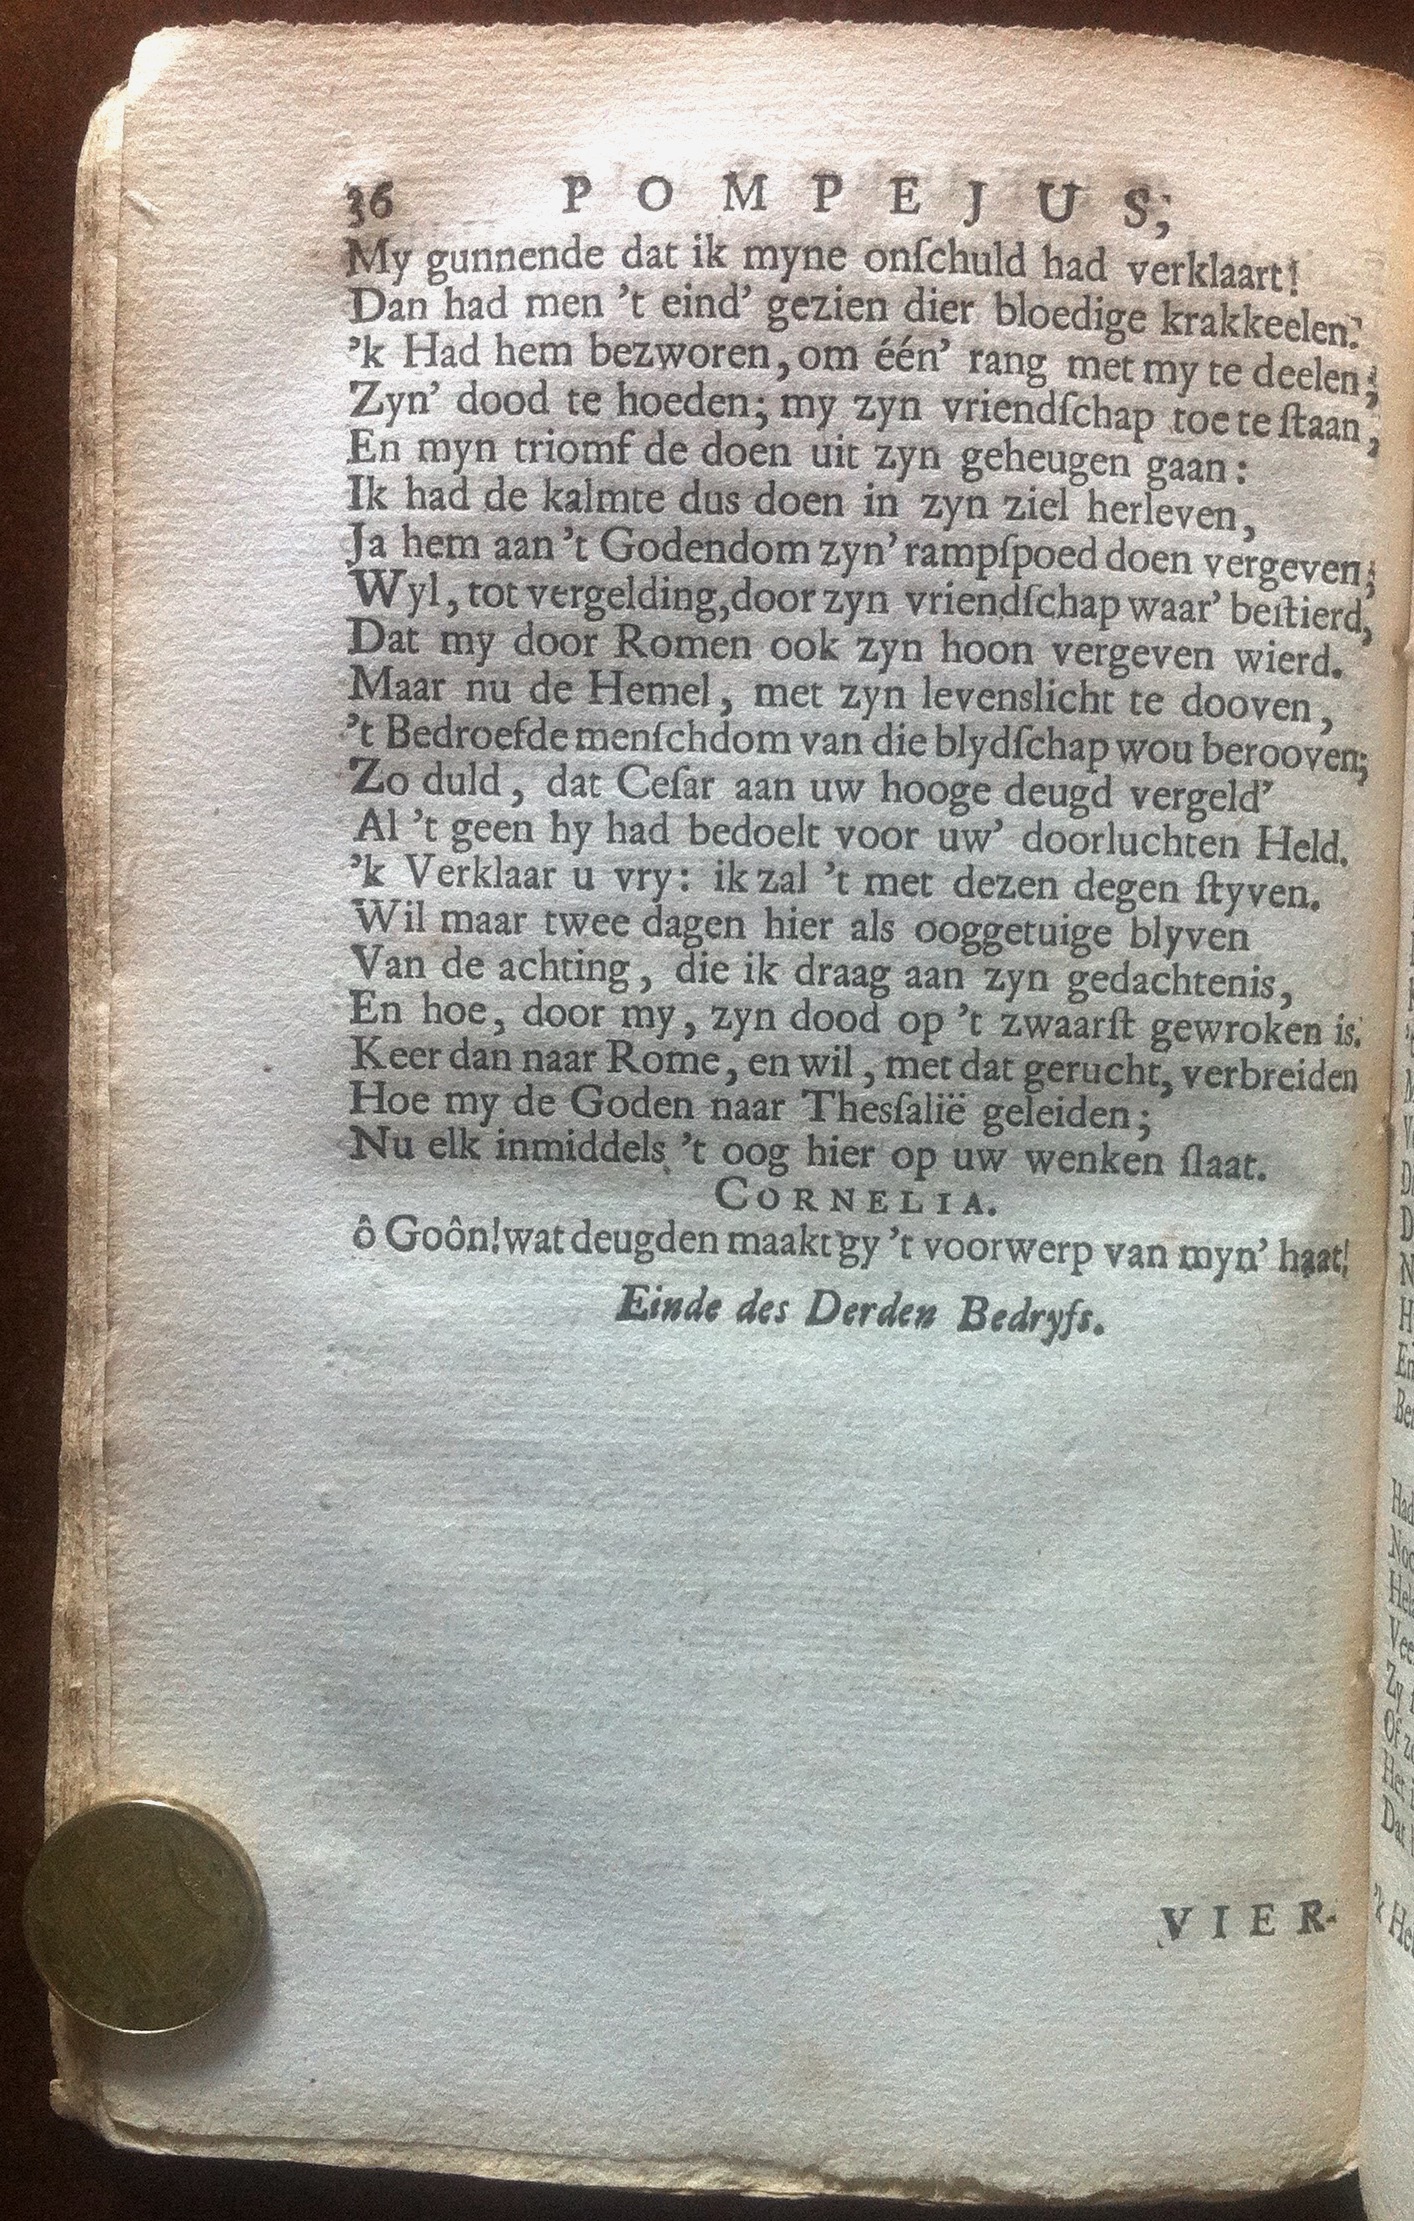 36 POMPEJUS,
My gunnende dat ik myne onſchuld had verklaart!
Dan had men 't eind' gezien dier bloedige krakkeelen.
'k Had hem bezworen, om één' rang met my te deelen;
Zyn' dood te hoeden; my zyn vriendſchap toe te ſtaan,
En myn triomf de doen uit zyn geheugen gaan:
Ik had de kalmte dus doen in zyn ziel herleven,
Ja hem aan 't Godendom zyn' rampſpoed doen vergeven;
Wyl, tot vergelding, door zyn vriendſchap waar' beſtierd,
Dat my door Romen ook zyn hoon vergeven wierd.
Maar nu de Hemel, met zyn levenslicht te dooven,
't Bedroefde menſchdom van die blydſchap wou berooven;
Zo duld, dat Ceſar aan uw hooge deugd vergeld'
Al 't geen hy had bedoelt voor uw' doorluchten Held.
'k Verklaar u vry: ik zal 't met dezen degen ſtyven.
Wil maar twee dagen hier als ooggetuige blyven
Van de achting, die ik draag aan zyn gedachtenis,
En hoe, door my, zyn dood op 't zwaarſt gewroken is.
Keer dan naar Rome, en wil, met dat gerucht, verbreiden
Hoe my de Goden naar Thesſalië geleiden;
Nu elk inmiddels 't oog hier op uw wenken ſlaat.
CORNELIA.
ô Goôn! wat deugden maakt gy 't voorwerp van myn' haat!
Einde des Derden Bedryfs.
VIER-